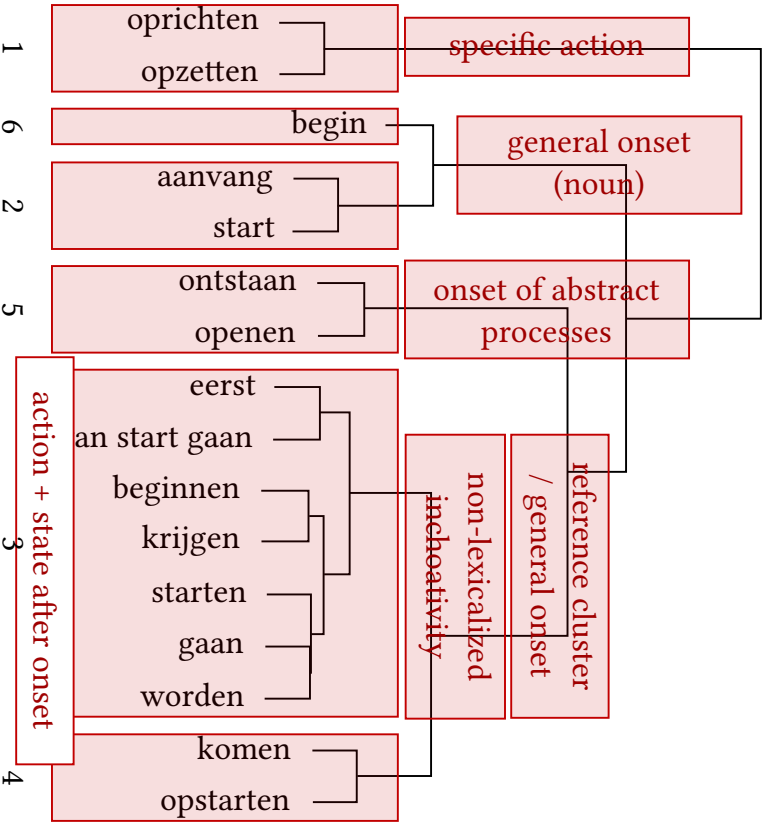 1
oprichten
opzetten
specific action
6
begin
general onset
(noun)
2
aanvang
start
5
ontstaan
openen
onset of abstract
processes
action + state after onset
3
eerst
an start gaan
beginnen
krijgen
starten
gaan
worden
non-lexicalized
inchoativity
reference cluster
/ general onset
4
komen
opstarten